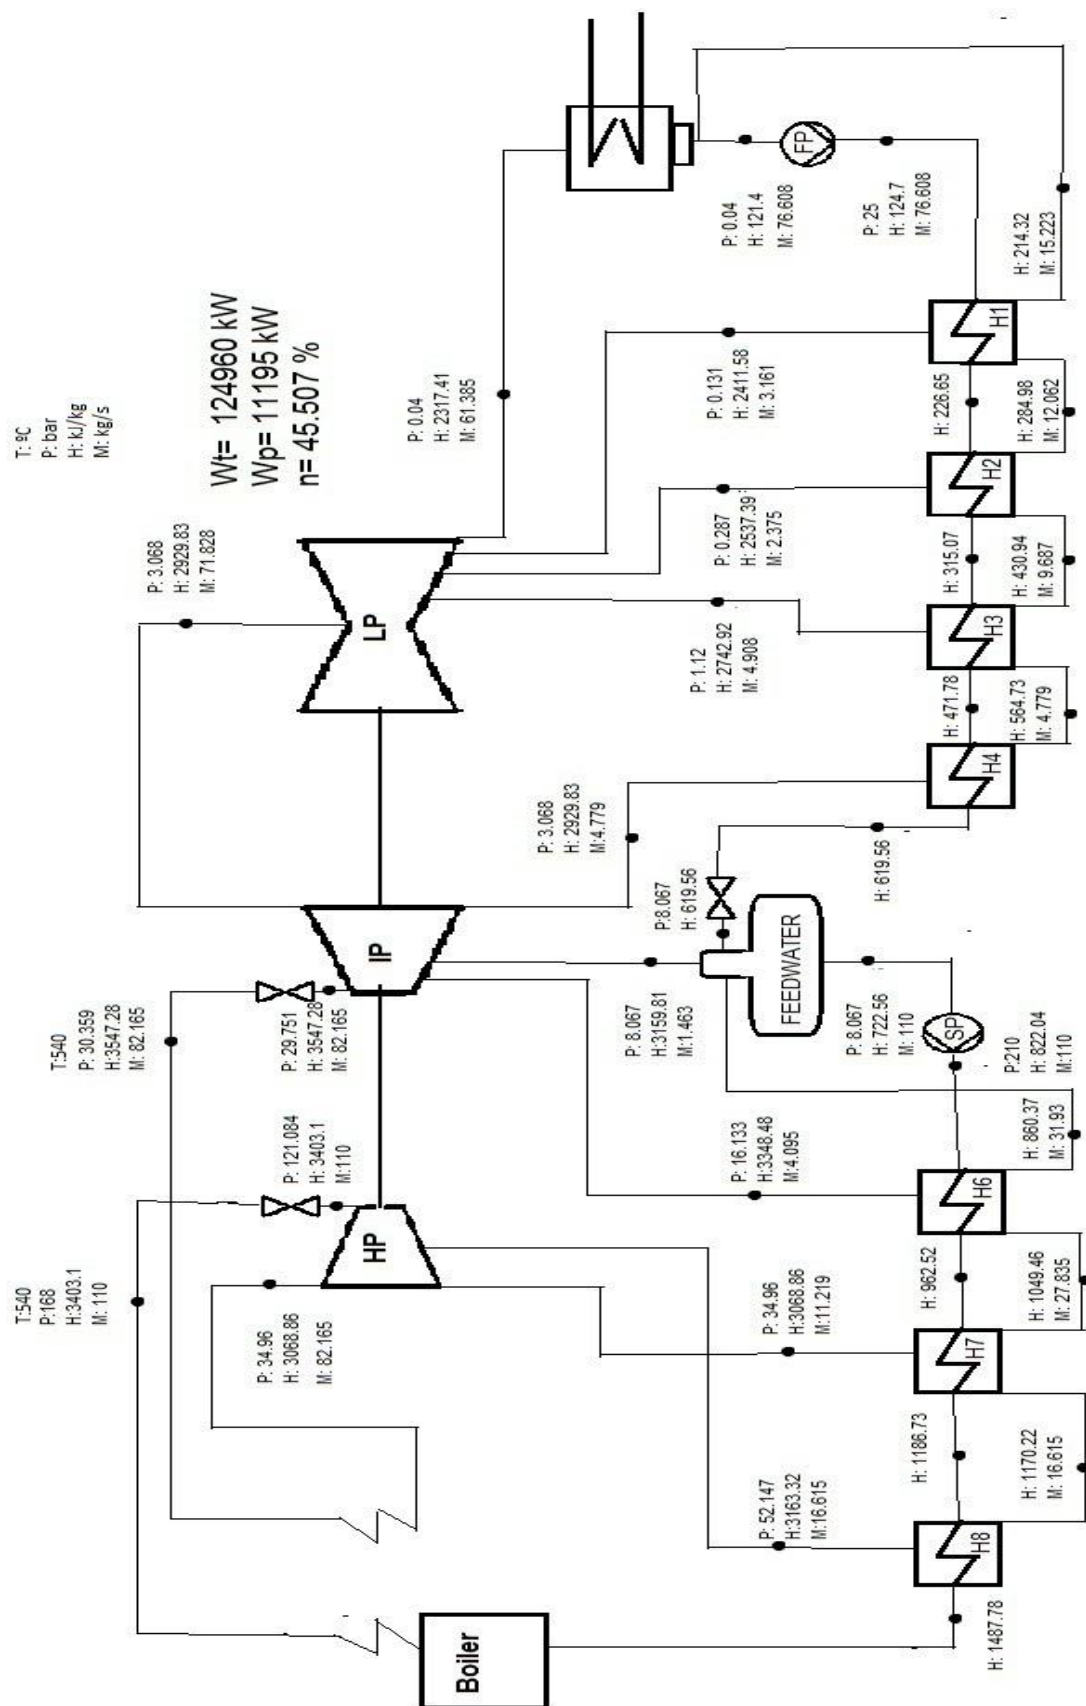 T: ºC
P: bar
H: kJ/kg
M: kg/s
Wt= 124960 kW
Wp= 11195 kW
n= 45.507 %
T:540
P:168
H:3403.1
M: 110
T:540
P: 30.359
H:3547.28
M: 82.165
P: 3.068
H: 2929.83
M: 71.828
P: 34.96
H: 3068.86
M: 82.165
P: 121.084
H: 3403.1
M:110
P: 29.751
H: 3547.28
M: 82.165
HP
IP
LP
P: 0.04
H: 2317.41
M: 61.385
Boiler
P: 52.147
H:3163.32
M:16.615
P: 34.96
H:3068.86
M:11.219
P: 16.133
H:3348.48
M:4.095
P: 8.067
H:3159.81
M:1.463
P:8.067
H: 619.56
P: 3.068
H: 2929.83
M:4.779
P: 1.12
H: 2742.92
M: 4.908
P: 0.287
H: 2537.39
M: 2.375
P: 0.131
H: 2411.58
M: 3.161
P: 0.04
H: 121.4
M: 76.608
FP
P: 25
H: 124.7
M: 76.608
FEEDWATER
P: 8.067
H: 722.56
M: 110
SP
P:210
H: 822.04
M:110
H: 619.56
H: 1487.78
H8
H: 1186.73
H7
H: 962.52
H6
H4
H: 471.78
H3
H: 315.07
H2
H: 226.65
H1
H: 1170.22
M: 16.615
H: 1049.46
M: 27.835
H: 860.37
M: 31.93
H: 564.73
M: 4.779
H: 430.94
M: 9.687
H: 284.98
M: 12.062
H: 214.32
M: 15.223